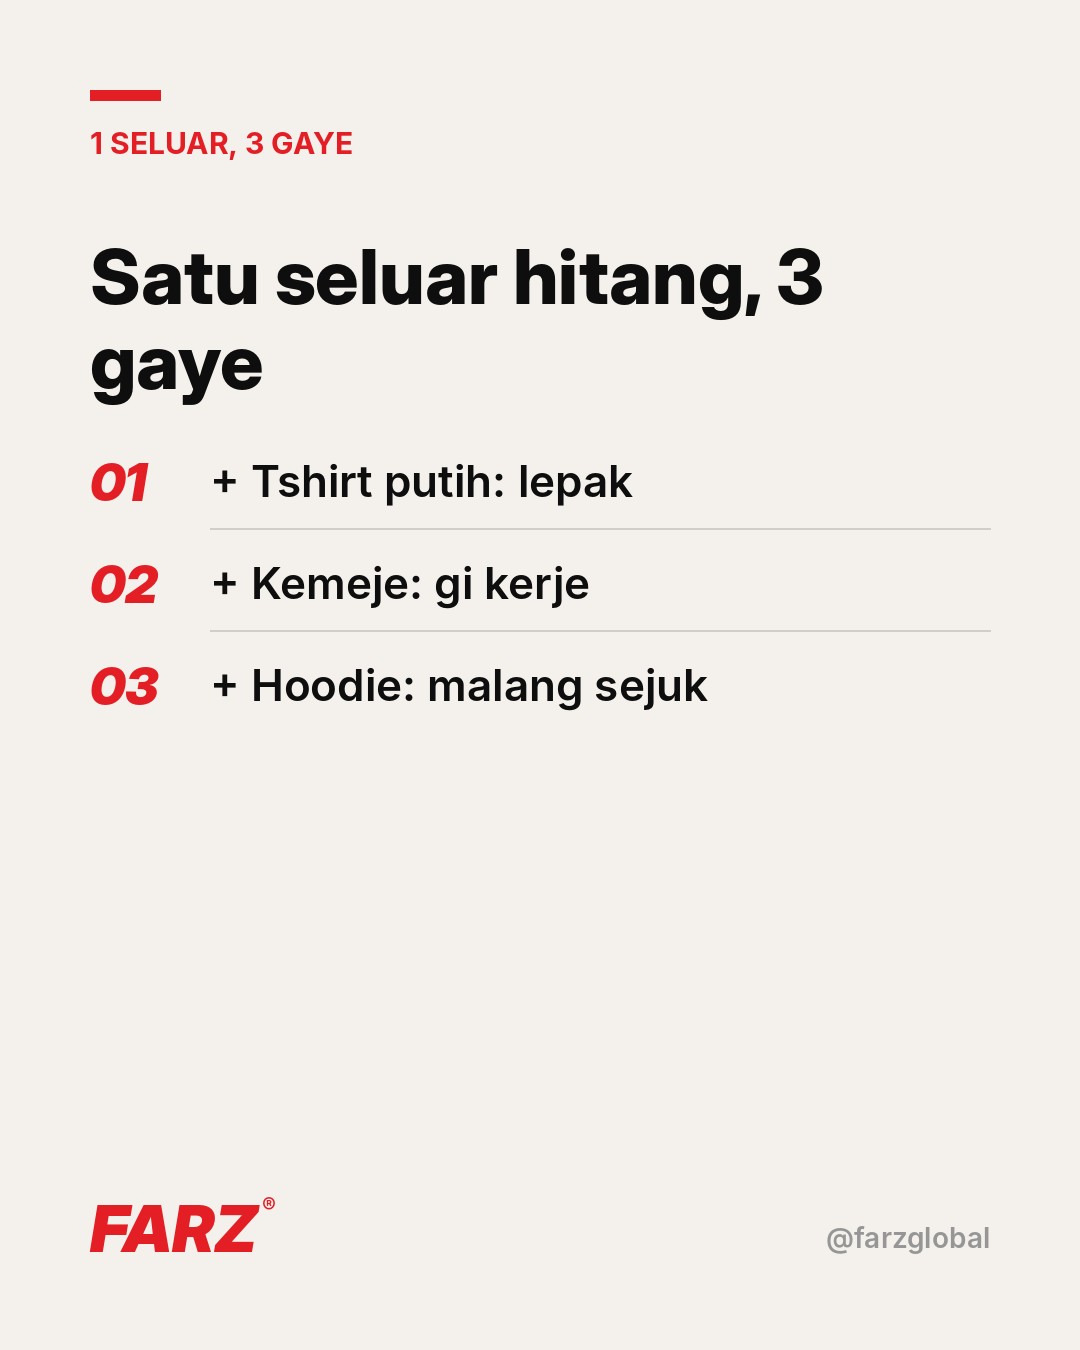 1 SELUAR, 3 GAYE
Satu seluar hitang, 3
gaye
01 + Tshirt putih: lepak
02 + Kemeje: gi kerje
03 + Hoodie: malang sejuk
FARZ®
@farzglobal